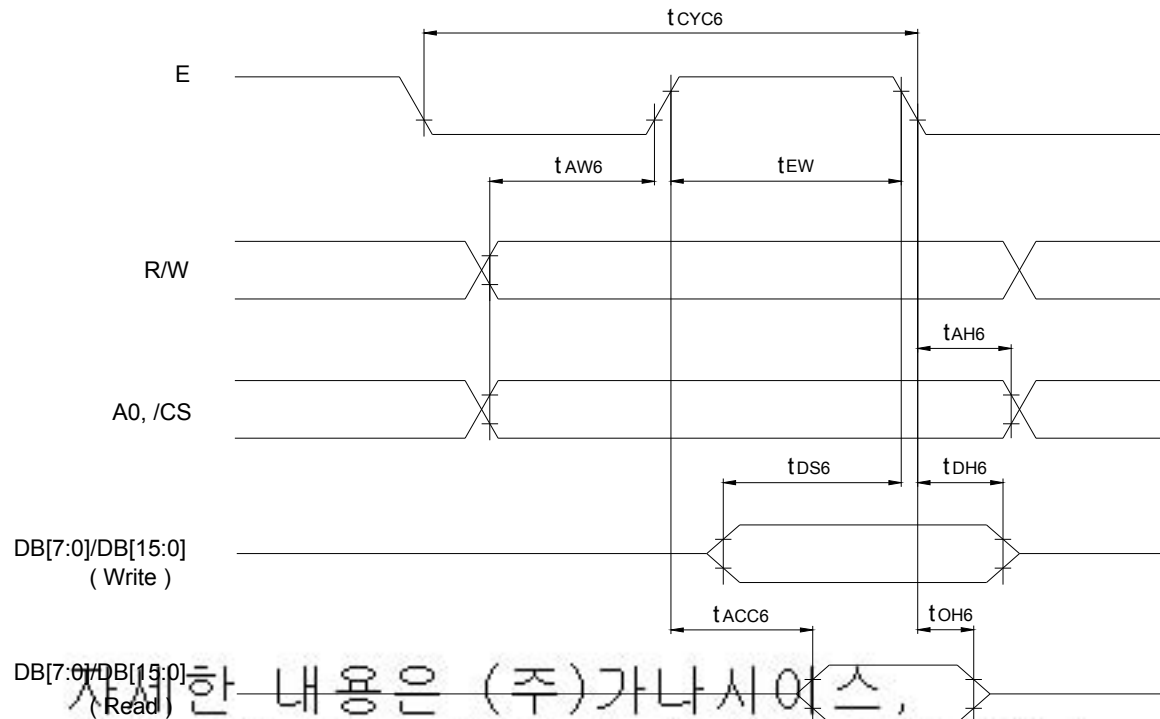 tCYC6
E
tAW6
tEW
R/W
tAH6
A0, /CS
tDS6
tDH6
DB[7:0]/DB[15:0]
( Write )
tACC6
tOH6
DB[7:0]/DB[15:0]
( Read )
자세한 내용은 (주)가나시이스,